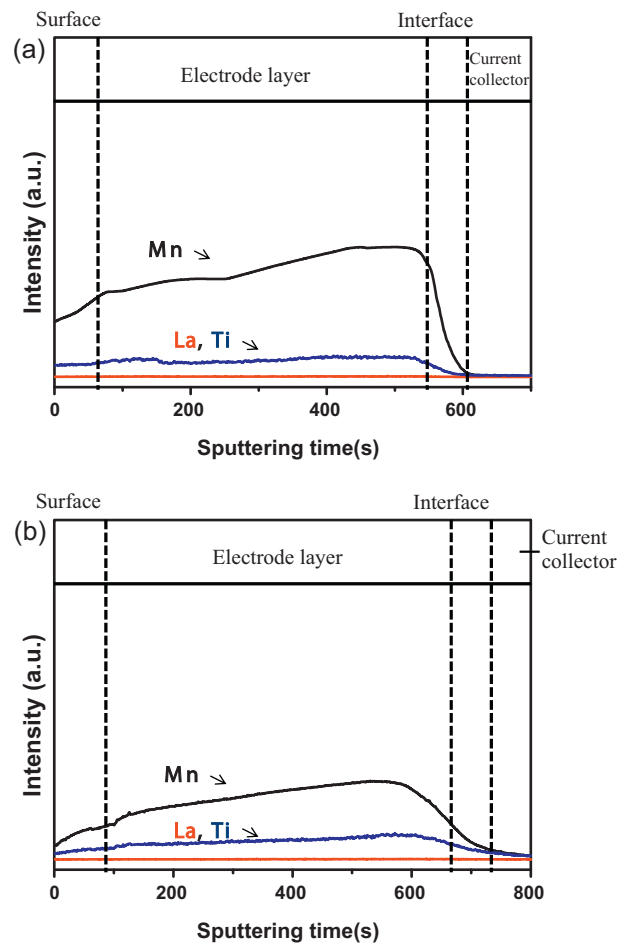 Surface Interface
(a)
Electrode layer
Current
collector
Intensity (a.u.)
Mn
La, Ti
0 200 400 600
Sputtering time(s)
Surface Interface
(b)
Electrode layer
Current
collector
Intensity (a.u.)
Mn
La, Ti
0 200 400 600 800
Sputtering time(s)